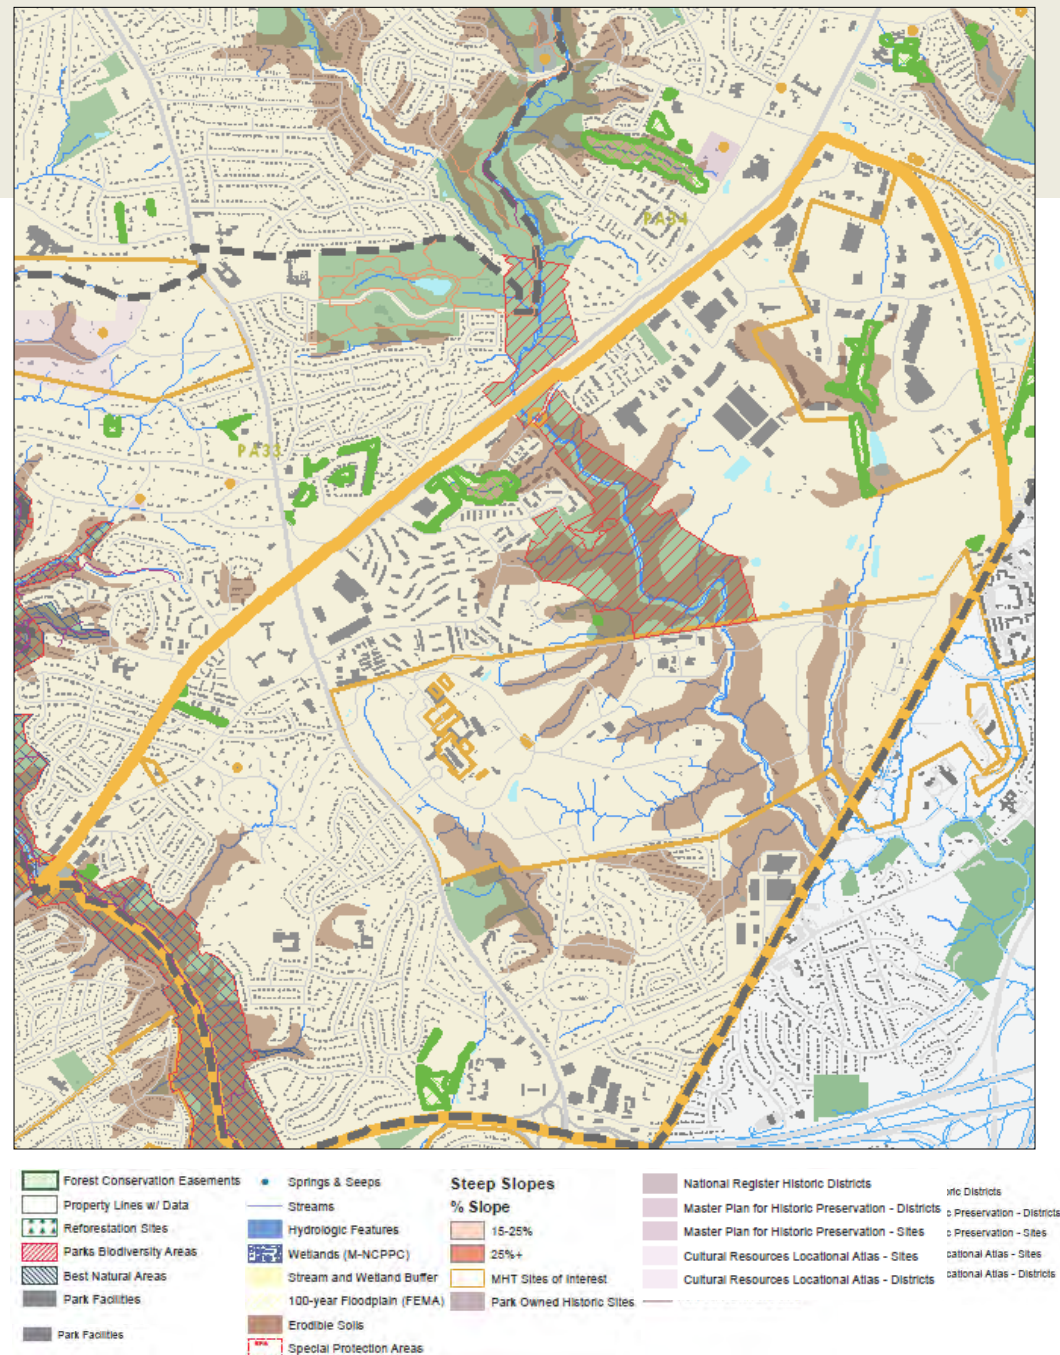 PA34
PA33
Forest Conservation Easements
Property Lines w/ Data
Reforestation Sites
Parks Biodiversity Areas
Best Natural Areas
Park Facilities
Park Facilities
Springs & Seeps
Streams
Hydrologic Features
Wetlands (M-NCPPC)
Stream and Wetland Buffer
100-year Floodplain (FEMA)
Erodible Soils
Special Protection Areas
Steep Slopes
% Slope
15-25%
25%+
MHT Sites of Interest
Park Owned Historic Sites
National Register Historic Districts
Master Plan for Historic Preservation - Districts
Master Plan for Historic Preservation - Sites
Cultural Resources Locational Atlas - Sites
Cultural Resources Locational Atlas - Districts
oric Districts
c Preservation - Districts
c Preservation - Sites
cational Atlas - Sites
cational Atlas - Districts